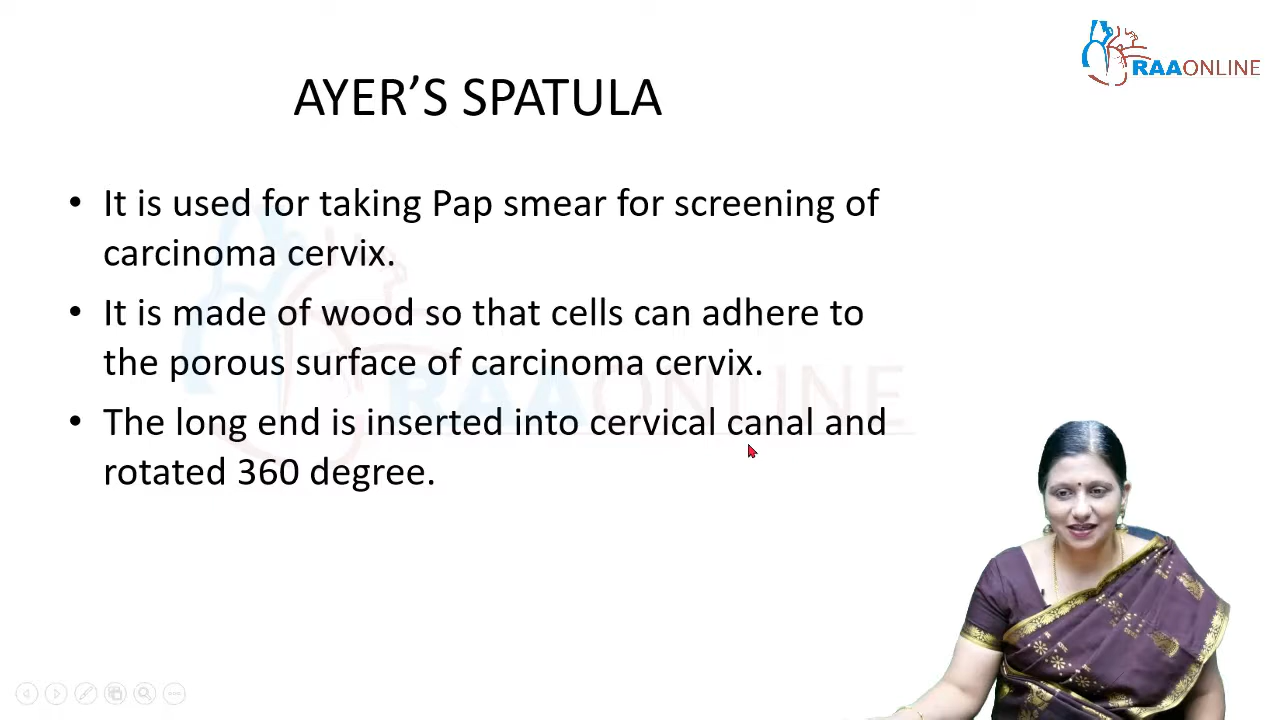 RAAONLINE
AYER’S SPATULA
• It is used for taking Pap smear for screening of
carcinoma cervix.
• It is made of wood so that cells can adhere to
the porous surface of carcinoma cervix.
• The long end is inserted into cervical canal and
rotated 360 degree.
RAAONLINE